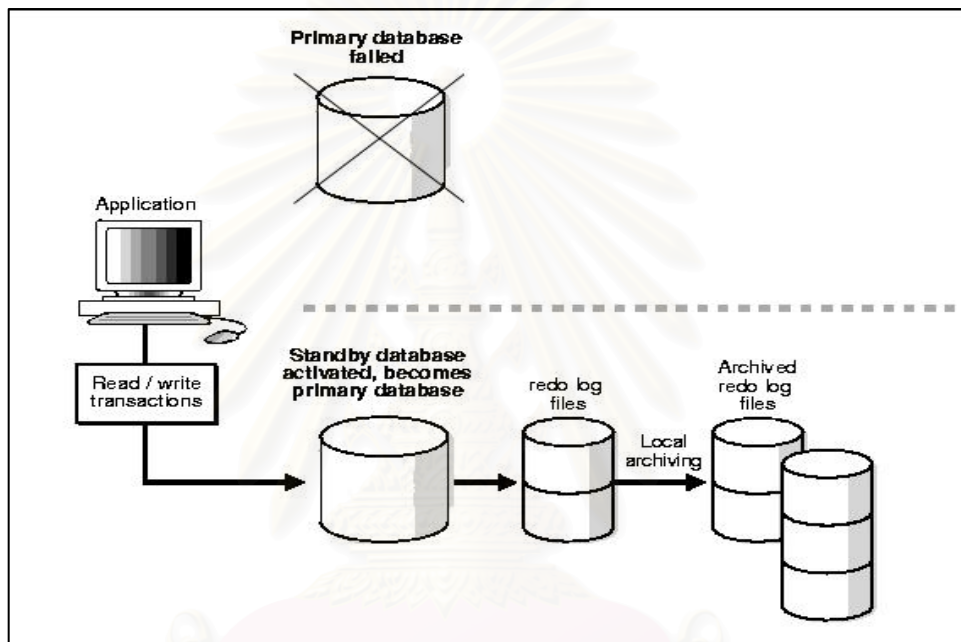 Primary database
failed
Application
Read / write
transactions
Standby database
activated, becomes
primary database
redo log
files
Local
archiving
Archived
redo log
files